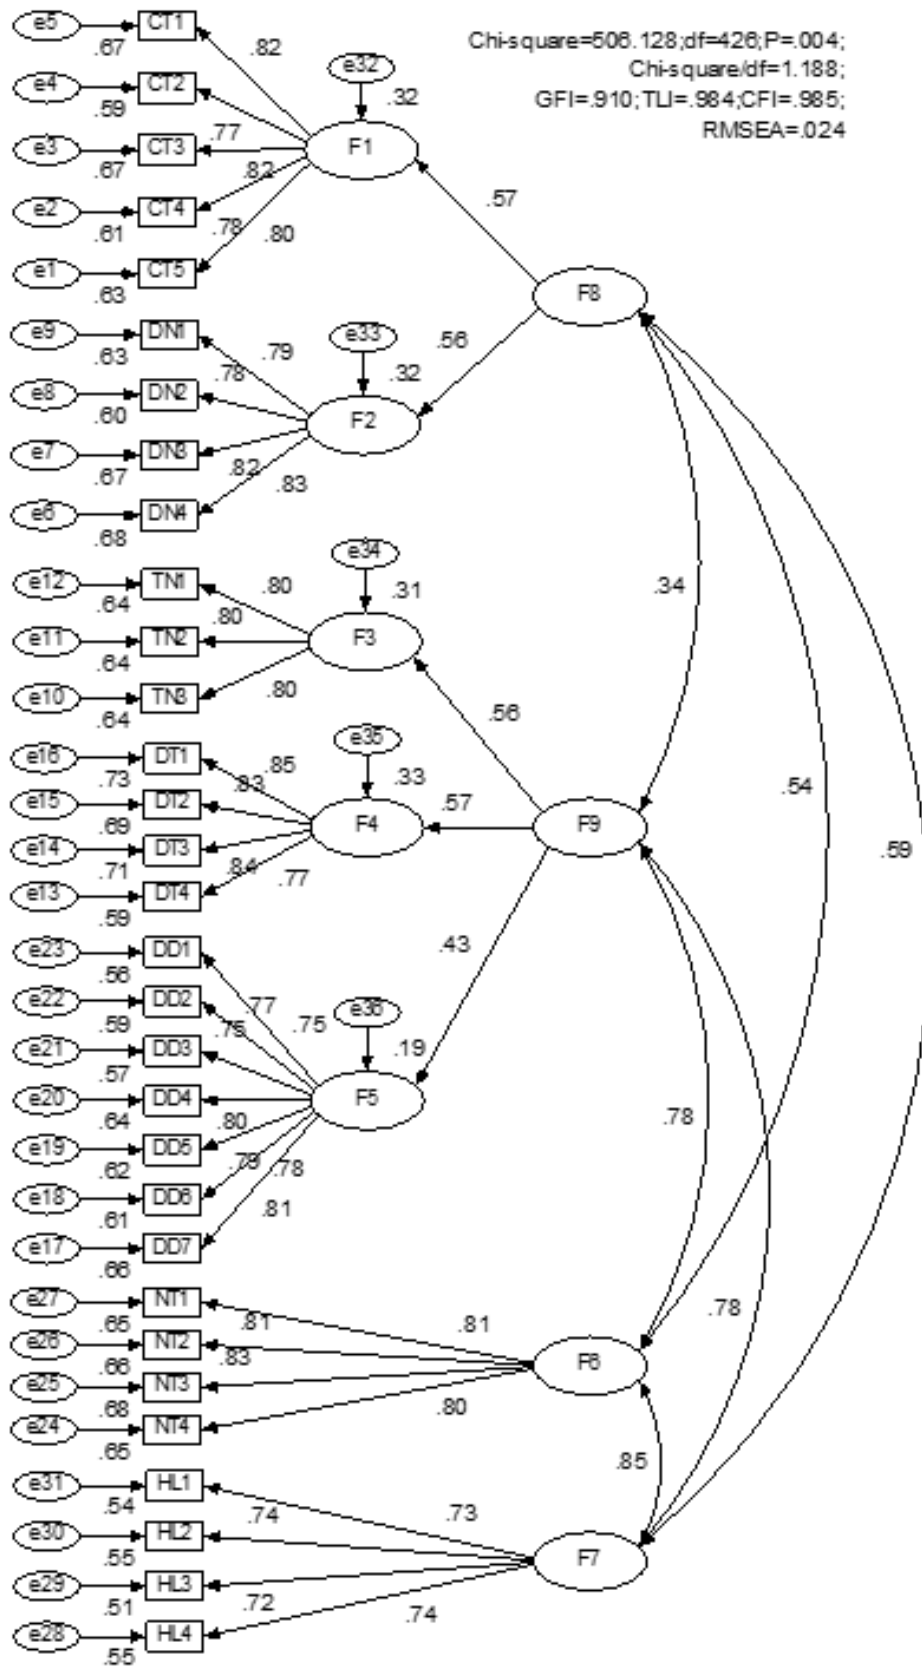 Chi-square=506.128;df=426;P=.004;
Chi-square/df=1.188;
GFI=.910;TLI=.984;CFI=.985;
RMSEA=.024
e5 CT1 .67 .82
e32 .32
e4 CT2 .59 .77
e3 CT3 .67 .82 F1
e2 CT4 .61 .78 .80 .57
e1 CT5 .63
F8
e9 DN1 .63 .79 e33 .56
e8 DN2 .60 .78 .32
F2
e7 DN3 .67 .82 .83
e6 DN4 .68
e34
e12 TN1 .64 .80 .31 .34
e11 TN2 .64 .80 F3
e10 TN3 .64 .80 .56
e35
e16 DT1 .73 .85 .33 .54
e15 DT2 .69 .83 F4 .57 F9
e14 DT3 .71 .84 .77 .59
e13 DT4 .59
e23 DD1 .56 .77 .43
e22 DD2 .59 .75 .75 e36
e21 DD3 .57 .19
e20 DD4 .64 .80 F5 .78
e19 DD5 .62 .79 .78
e18 DD6 .61 .81
e17 DD7 .66
e27 NT1 .65 .81 .81 .78
e26 NT2 .66 .83 F6
e25 NT3 .68 .80
e24 NT4 .65 .85
e31 HL1 .54 .74 .73
e30 HL2 .55 F7
e29 HL3 .51 .72 .74
e28 HL4 .55